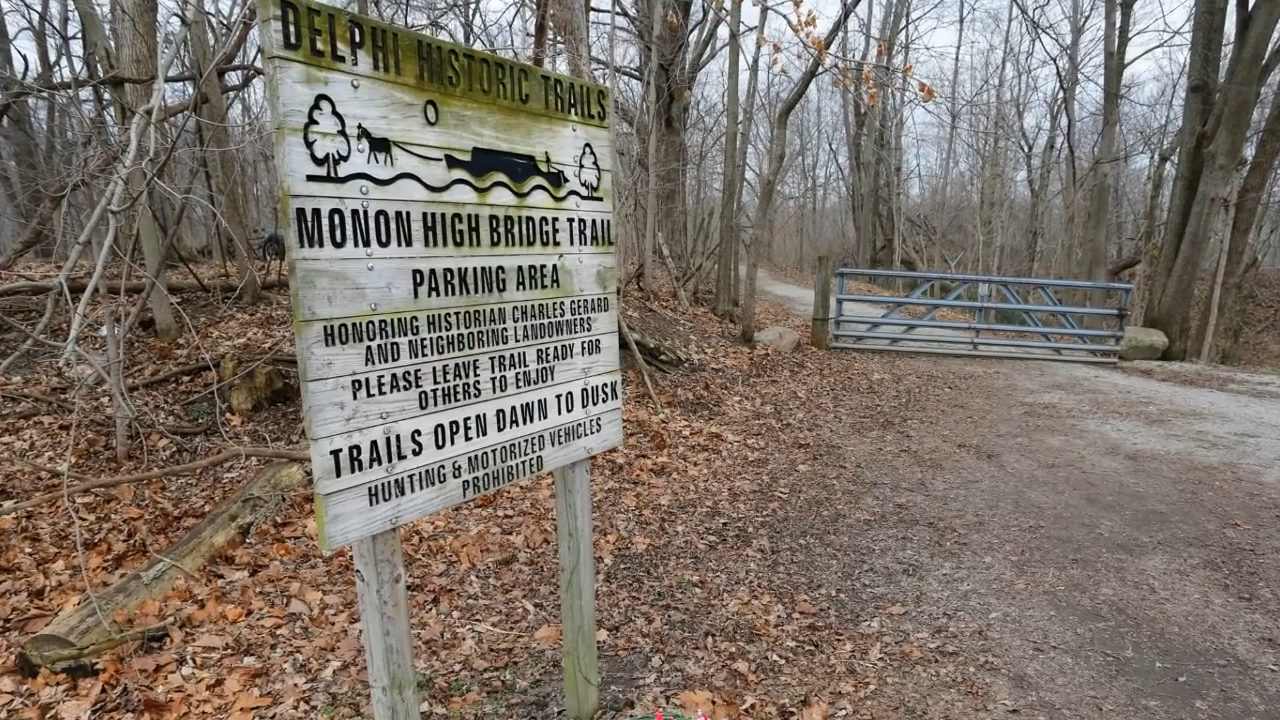 DELPHI HISTORIC TRAILS
MONON HIGH BRIDGE TRAIL
PARKING AREA
HONORING HISTORIAN CHARLES GERARD
AND NEIGHBORING LANDOWNERS
PLEASE LEAVE TRAIL READY FOR
OTHERS TO ENJOY
TRAILS OPEN DAWN TO DUSK
HUNTING & MOTORIZED VEHICLES
PROHIBITED